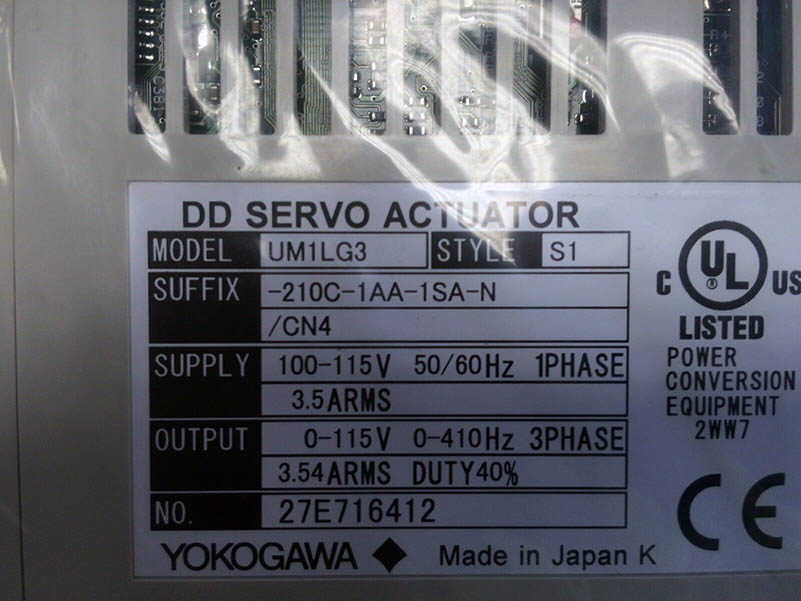 DD SERVO ACTUATOR
MODEL UM1LG3 STYLE S1
SUFFIX -210C-1AA-1SA-N
/CN4
SUPPLY 100-115V 50/60Hz 1PHASE
3.5ARMS
OUTPUT 0-115V 0-410Hz 3PHASE
3.54ARMS DUTY40%
NO. 27E716412
YOKOGAWA Made in Japan K
C UL ® US
LISTED
POWER
CONVERSION
EQUIPMENT
2WW7
CE